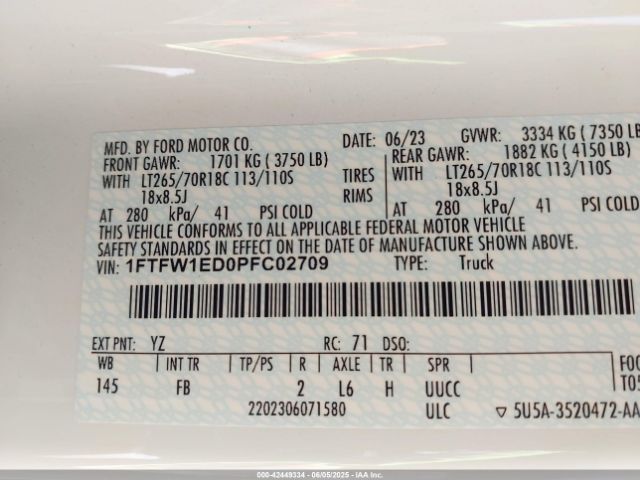 MFD. BY FORD MOTOR CO. DATE: 06/23 GVWR: 3334 KG ( 7350 LB
FRONT GAWR: 1701 KG ( 3750 LB) REAR GAWR: 1882 KG ( 4150 LB)
WITH LT265/70R18C 113/110S TIRES WITH LT265/70R18C 113/110S
18x8.5J RIMS 18x8.5J
AT 280 kPa/ 41 PSI COLD AT 280 kPa/ 41 PSI COLD
THIS VEHICLE CONFORMS TO ALL APPLICABLE FEDERAL MOTOR VEHICLE
SAFETY STANDARDS IN EFFECT ON THE DATE OF MANUFACTURE SHOWN ABOVE.
VIN: 1FTFW1ED0PFC02709 TYPE: Truck
EXT PNT: YZ RC: 71 DSO:
WB INT TR TP/PS R AXLE TR SPR
145 FB 2 L6 H UUCC
2202306071580 ULC 5U5A-3520472-AA
FOC
T05
000-42449334 - 06/05/2025 - IAA, Inc.